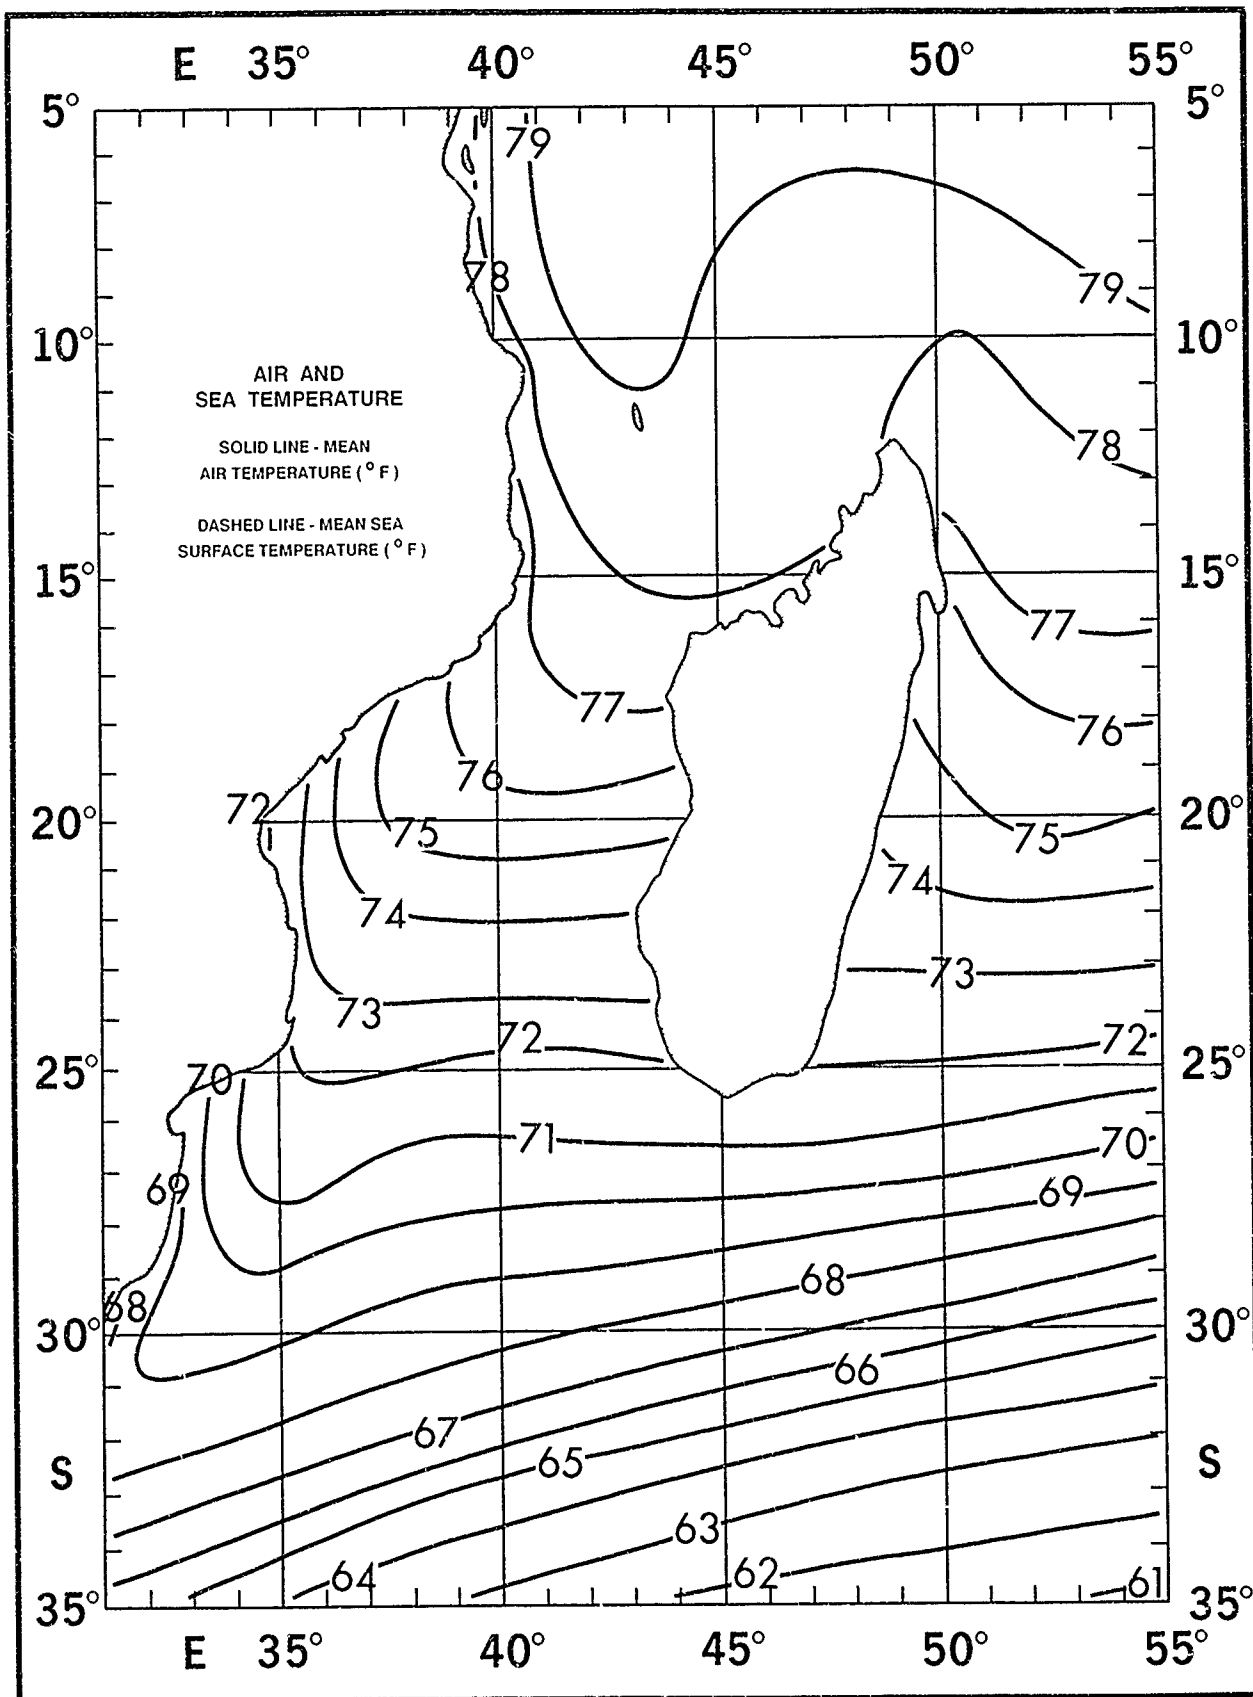 E 35° 40° 45° 50° 55°
5° 5°
79
78
79
10° 10°
AIR AND
SEA TEMPERATURE
SOLID LINE - MEAN
AIR TEMPERATURE (°F)
78
DASHED LINE - MEAN SEA
SURFACE TEMPERATURE (°F)
15° 15°
77
77
76
76
72
20° 75 75 20°
74
74
73
73
72 72
25° 70 25°
71 70
69 69
68
68
30° 30°
66
67
S 65 S
63
64 62 61
35° 35°
E 35° 40° 45° 50° 55°